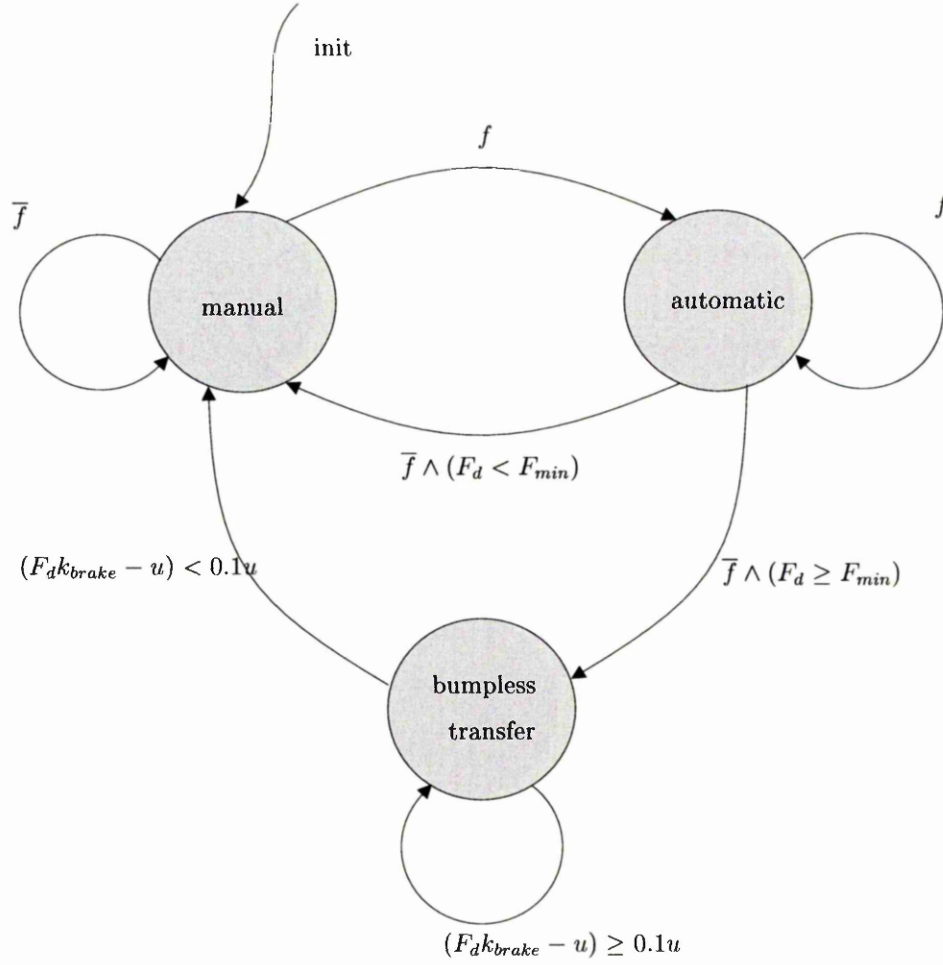 init
f
f̅
f
manual
automatic
f̅ ∧ (F_d < F_min)
(F_d k_brake − u) < 0.1u
f̅ ∧ (F_d ≥ F_min)
bumpless
transfer
(F_d k_brake − u) ≥ 0.1u